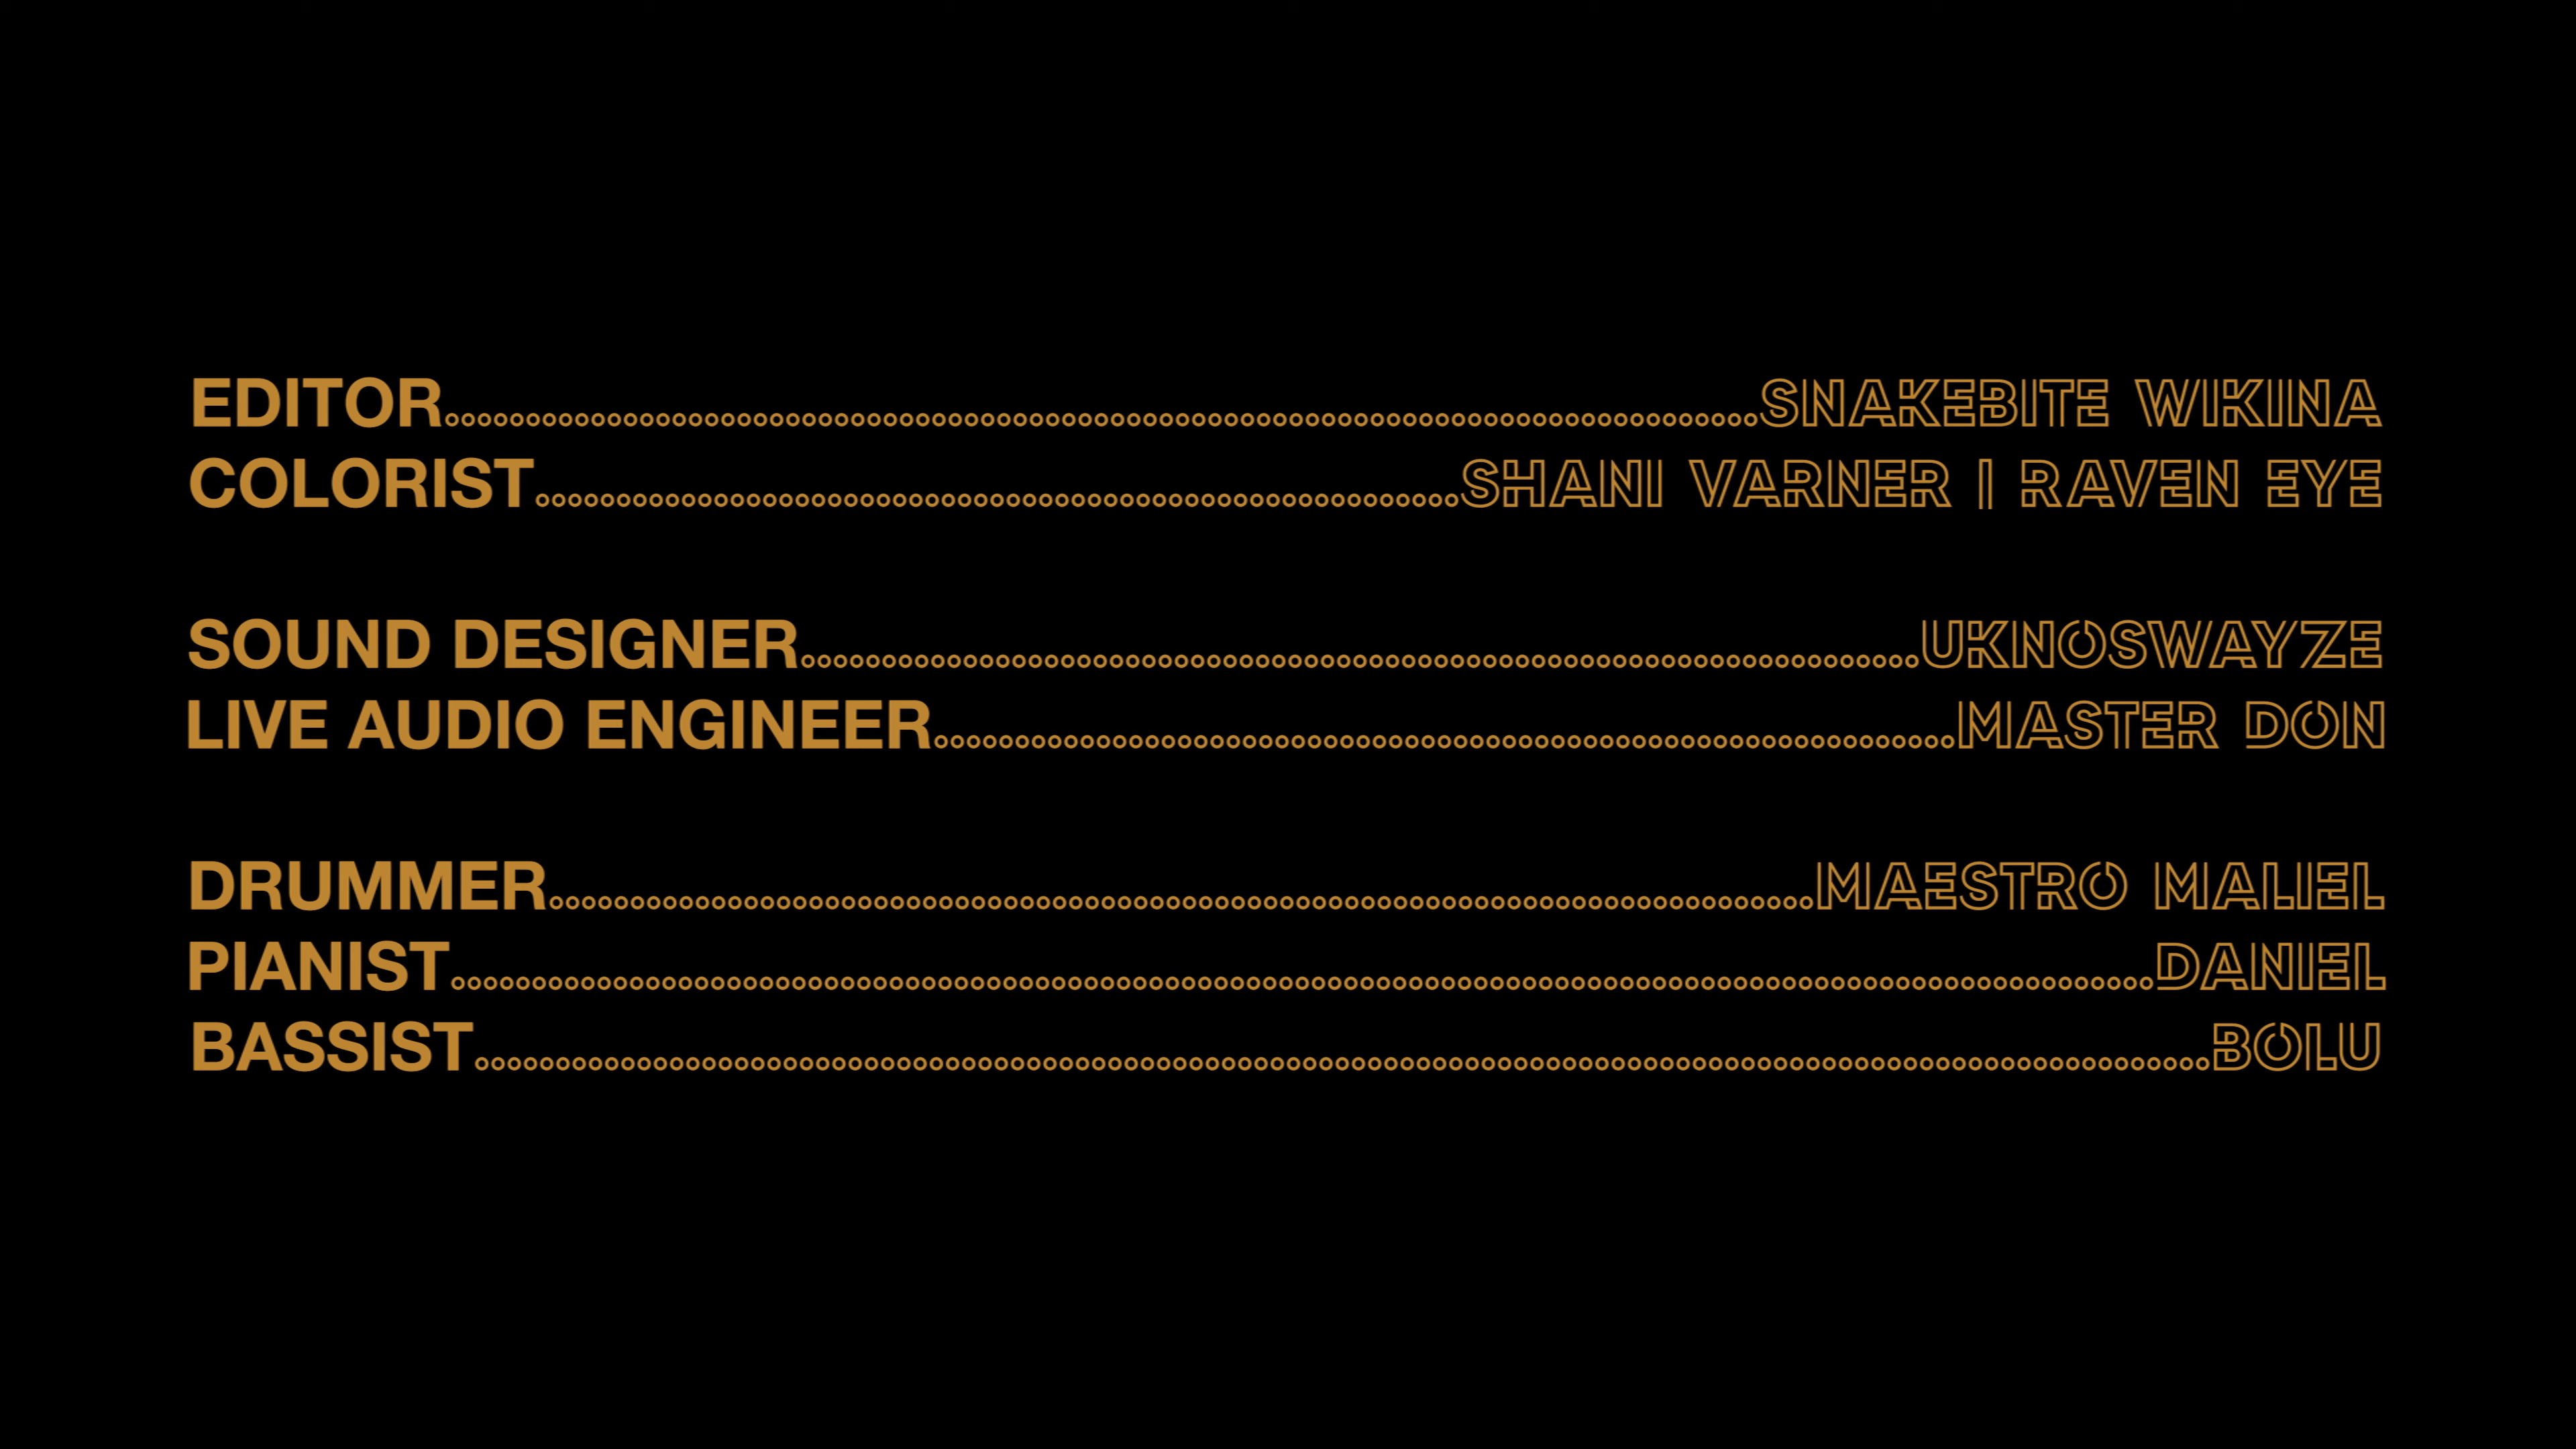 EDITOR........................SNAKEBITE WIKINA
COLORIST........................SHANI VARNER | RAVEN EYE
SOUND DESIGNER........................UKNOSWAYZE
LIVE AUDIO ENGINEER........................MASTER DON
DRUMMER........................MAESTRO MALIEL
PIANIST........................DANIEL
BASSIST........................BOLU